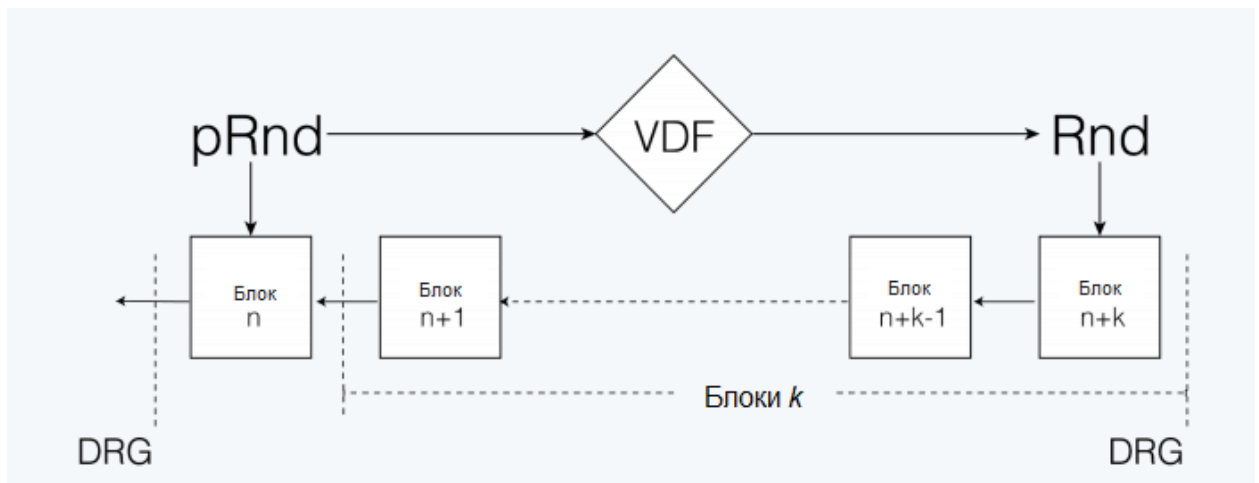 pRnd
VDF
Rnd
Блок
n
Блок
n+1
Блок
n+k-1
Блок
n+k
Блоки k
DRG
DRG